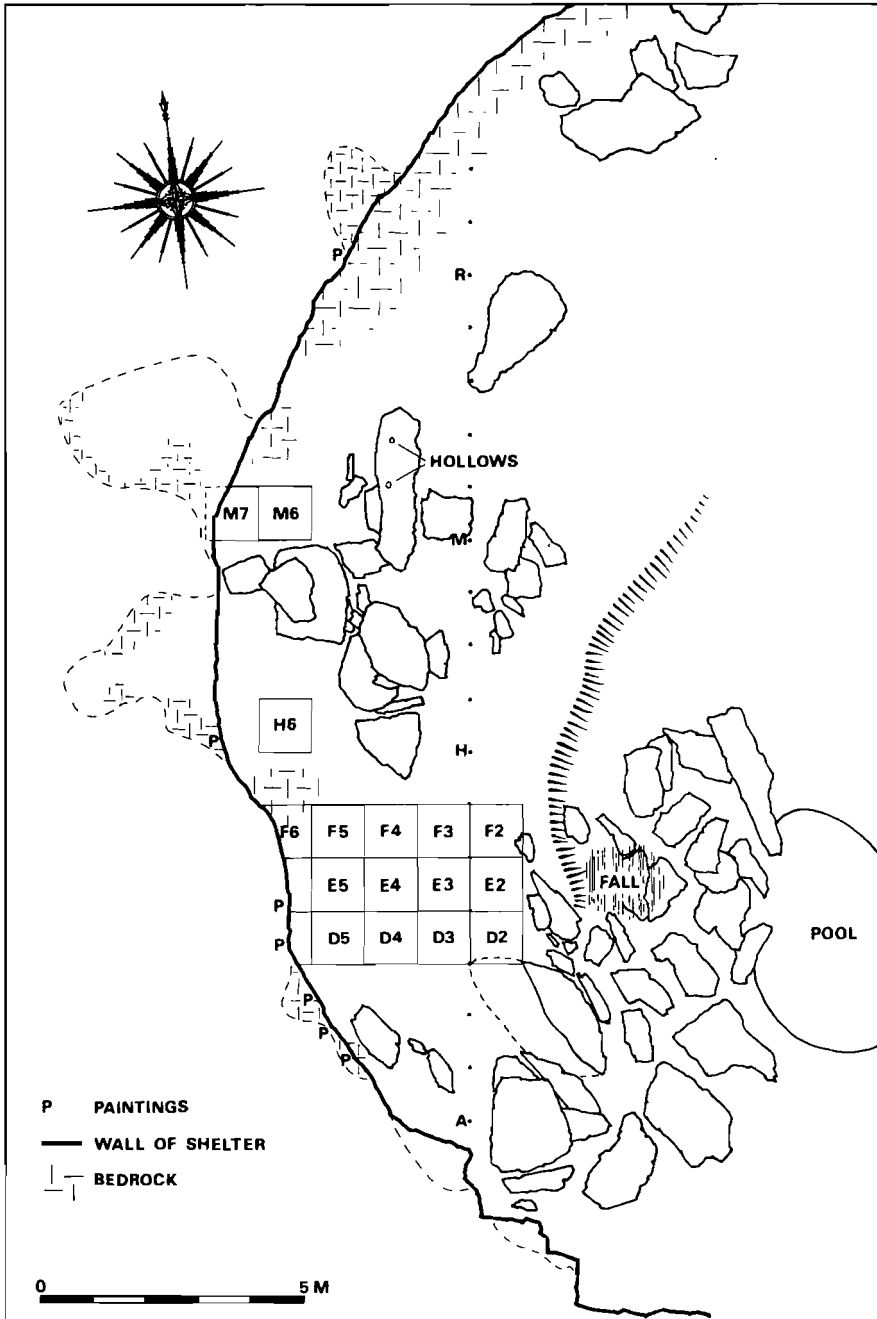 P
R
HOLLOWS
M7 M6
M
H6
P
H
F6 F5 F4 F3 F2
E5 E4 E3 E2
FALL
P
D5 D4 D3 D2
POOL
P
P
P
P
P PAINTINGS
A
WALL OF SHELTER
BEDROCK
0 5 M